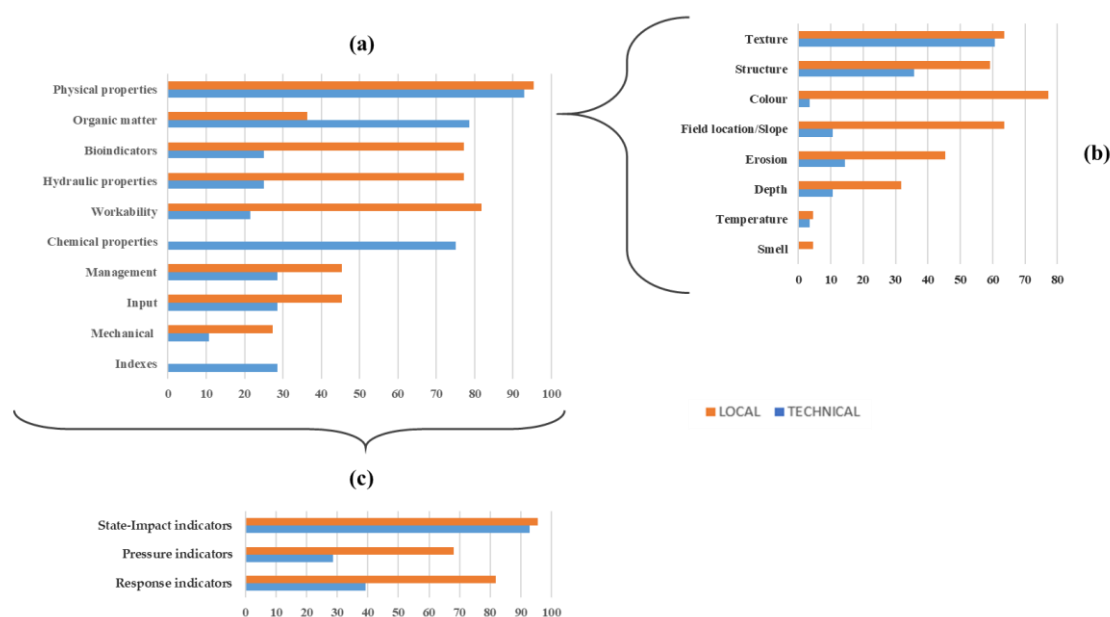 (a)
Physical properties
Organic matter
Bioindicators
Hydraulic properties
Workability
Chemical properties
Management
Input
Mechanical
Indexes
0 10 20 30 40 50 60 70 80 90 100
0 10 20 30 40 50 60 70 80
Texture
Structure
Colour
Field location/Slope
Erosion
Depth
Temperature
Smell
(b)
LOCAL TECHNICAL
(c)
State-Impact indicators
Pressure indicators
Response indicators
0 10 20 30 40 50 60 70 80 90 100